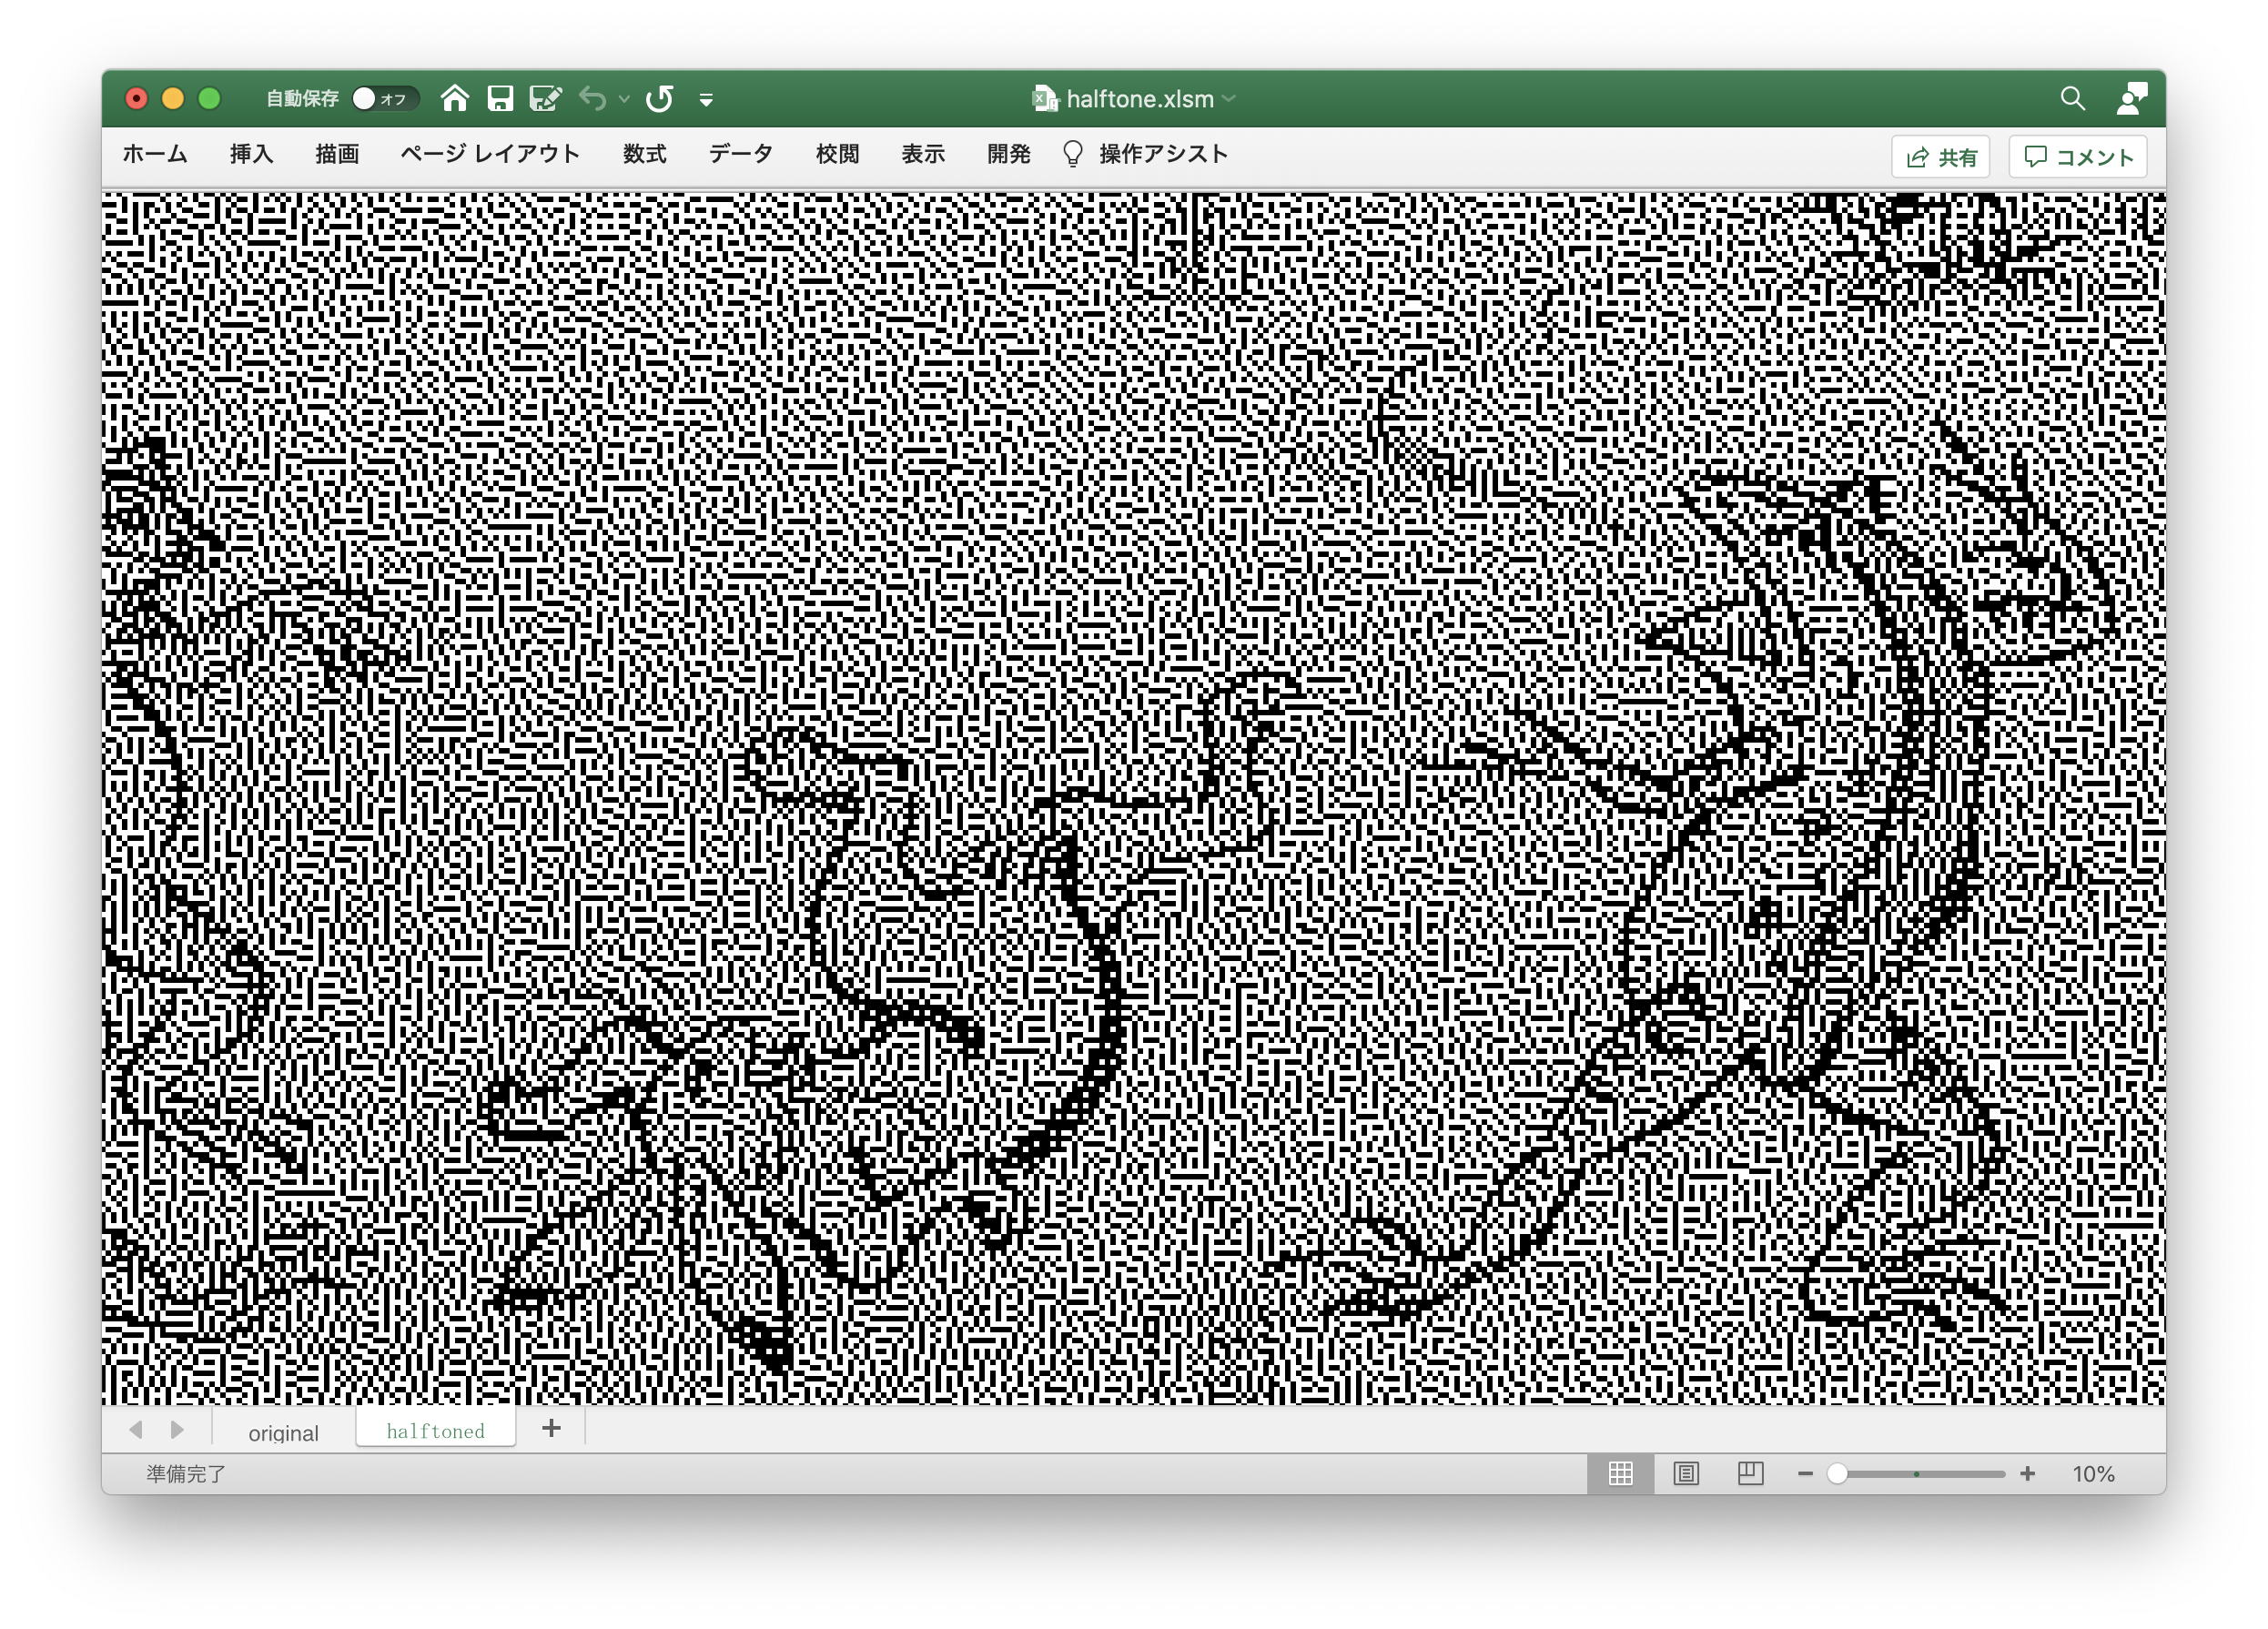 自動保存 オフ halftone.xlsm
ホーム 挿入 描画 ページ レイアウト 数式 データ 校閲 表示 開発 操作アシスト 共有 コメント
original halftoned
準備完了 10%